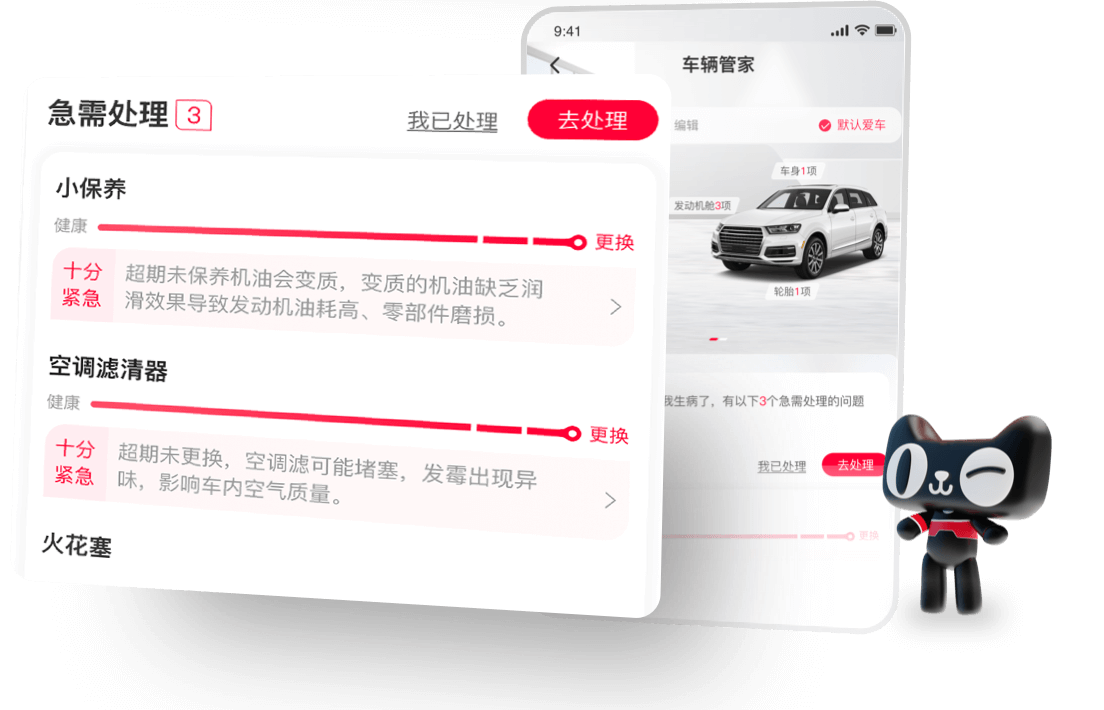 9:41
车辆管家
编辑
默认爱车
车身1项
发动机舱3项
轮胎1项
我生病了，有以下3个急需处理的问题
我已处理
去处理
更换
急需处理 3
我已处理
去处理
小保养
健康
更换
十分
紧急
超期未保养机油会变质，变质的机油缺乏润
滑效果导致发动机油耗高、零部件磨损。
空调滤清器
健康
更换
十分
紧急
超期未更换，空调滤可能堵塞，发霉出现异
味，影响车内空气质量。
火花塞